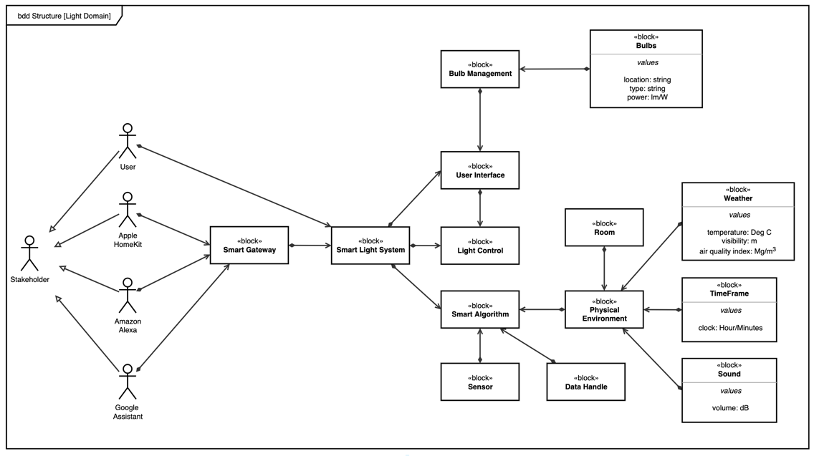 bdd Structure [Light Domain]
«block»
Bulbs
values
location: string
type: string
power: lm/W
«block»
Bulb Management
User
«block»
User Interface
«block»
Weather
values
temperature: Deg C
visibility: m
air quality index: Mg/m³
Apple
HomeKit
«block»
Smart Gateway
«block»
Smart Light System
«block»
Light Control
«block»
Room
Stakeholder
Amazon
Alexa
«block»
Smart Algorithm
«block»
Physical
Environment
«block»
TimeFrame
values
clock: Hour/Minutes
Google
Assistant
«block»
Sensor
«block»
Data Handle
«block»
Sound
values
volume: dB